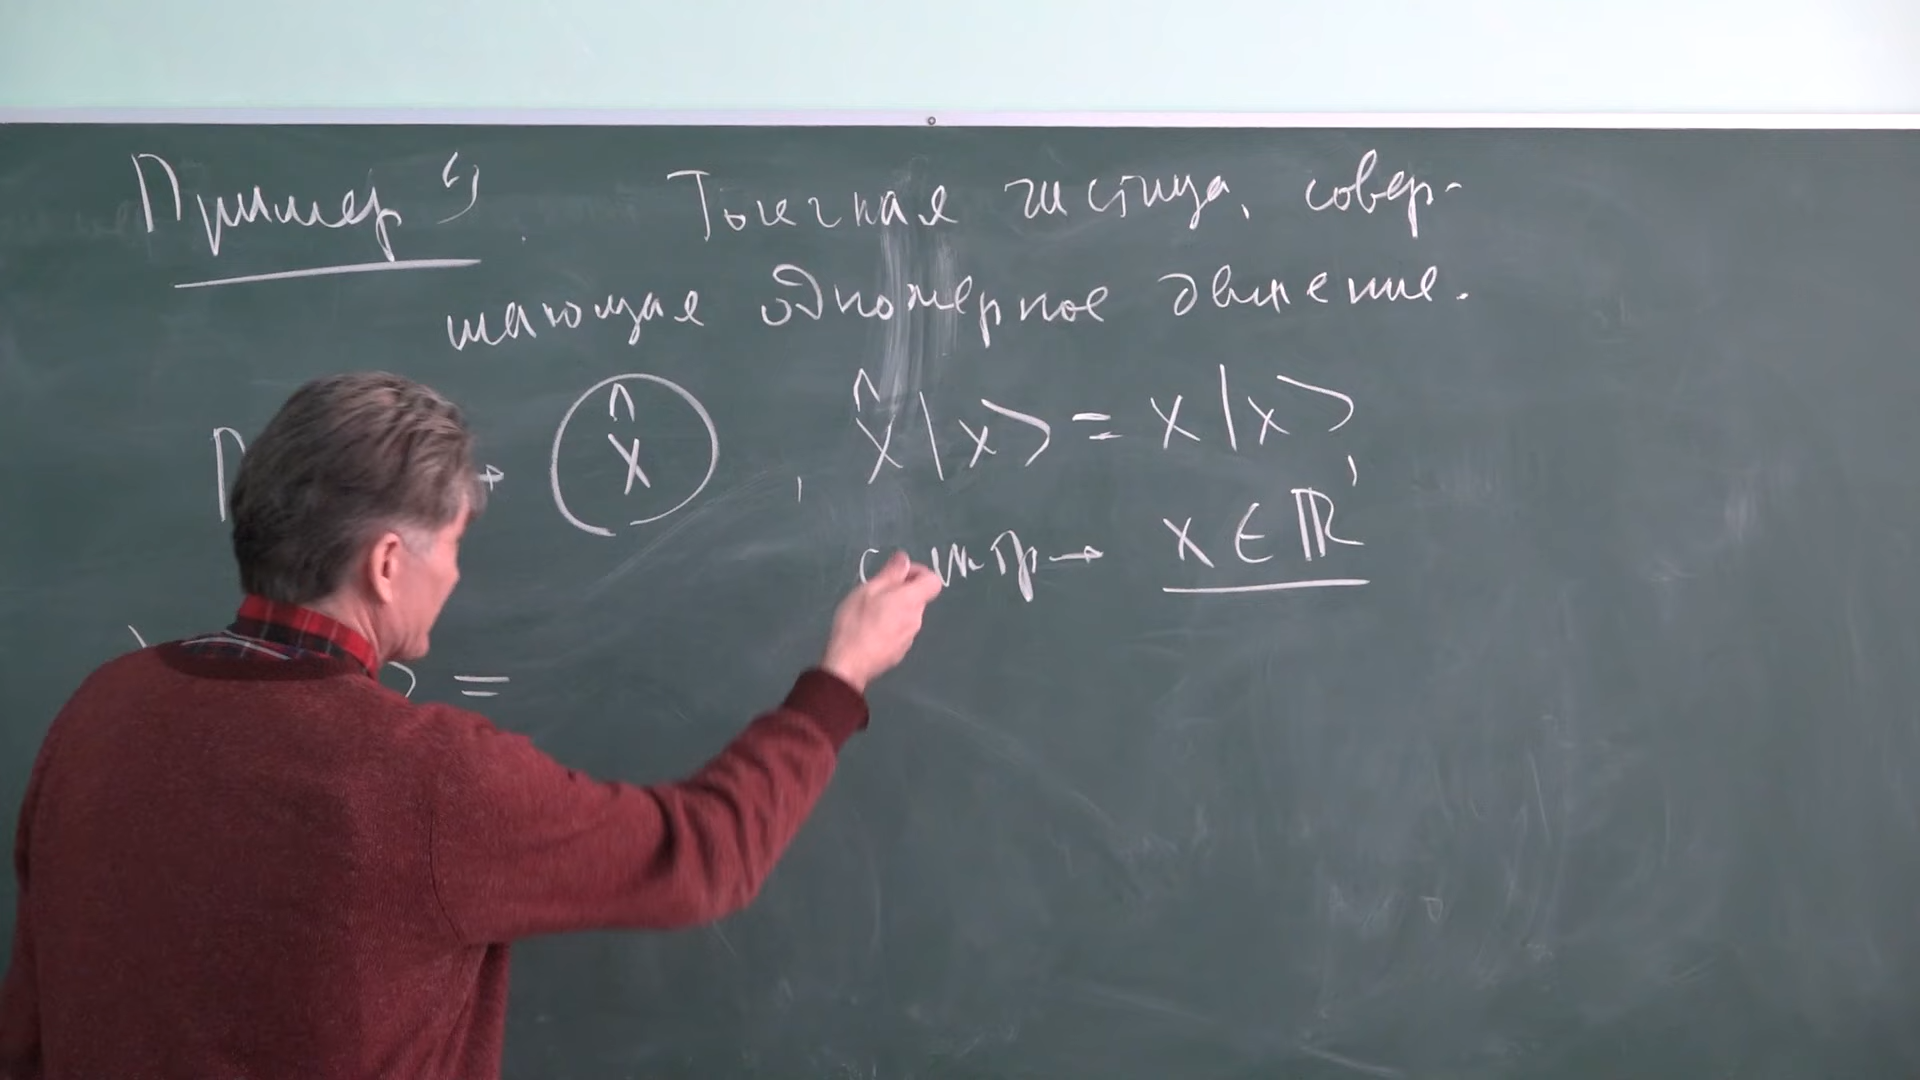 Пример 4. Точечная частица, совер-
шающая одномерное движение.
П → x̂, x̂|x> = x|x>,
спектр → x ∈ ℝ
> =